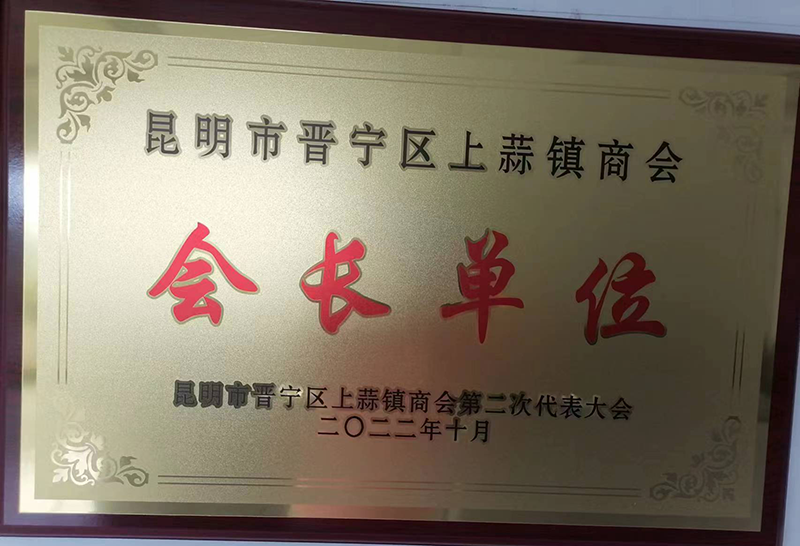 昆明市晋宁区上蒜镇商会
会长单位
昆明市晋宁区上蒜镇商会第二次代表大会
二〇二二年十月